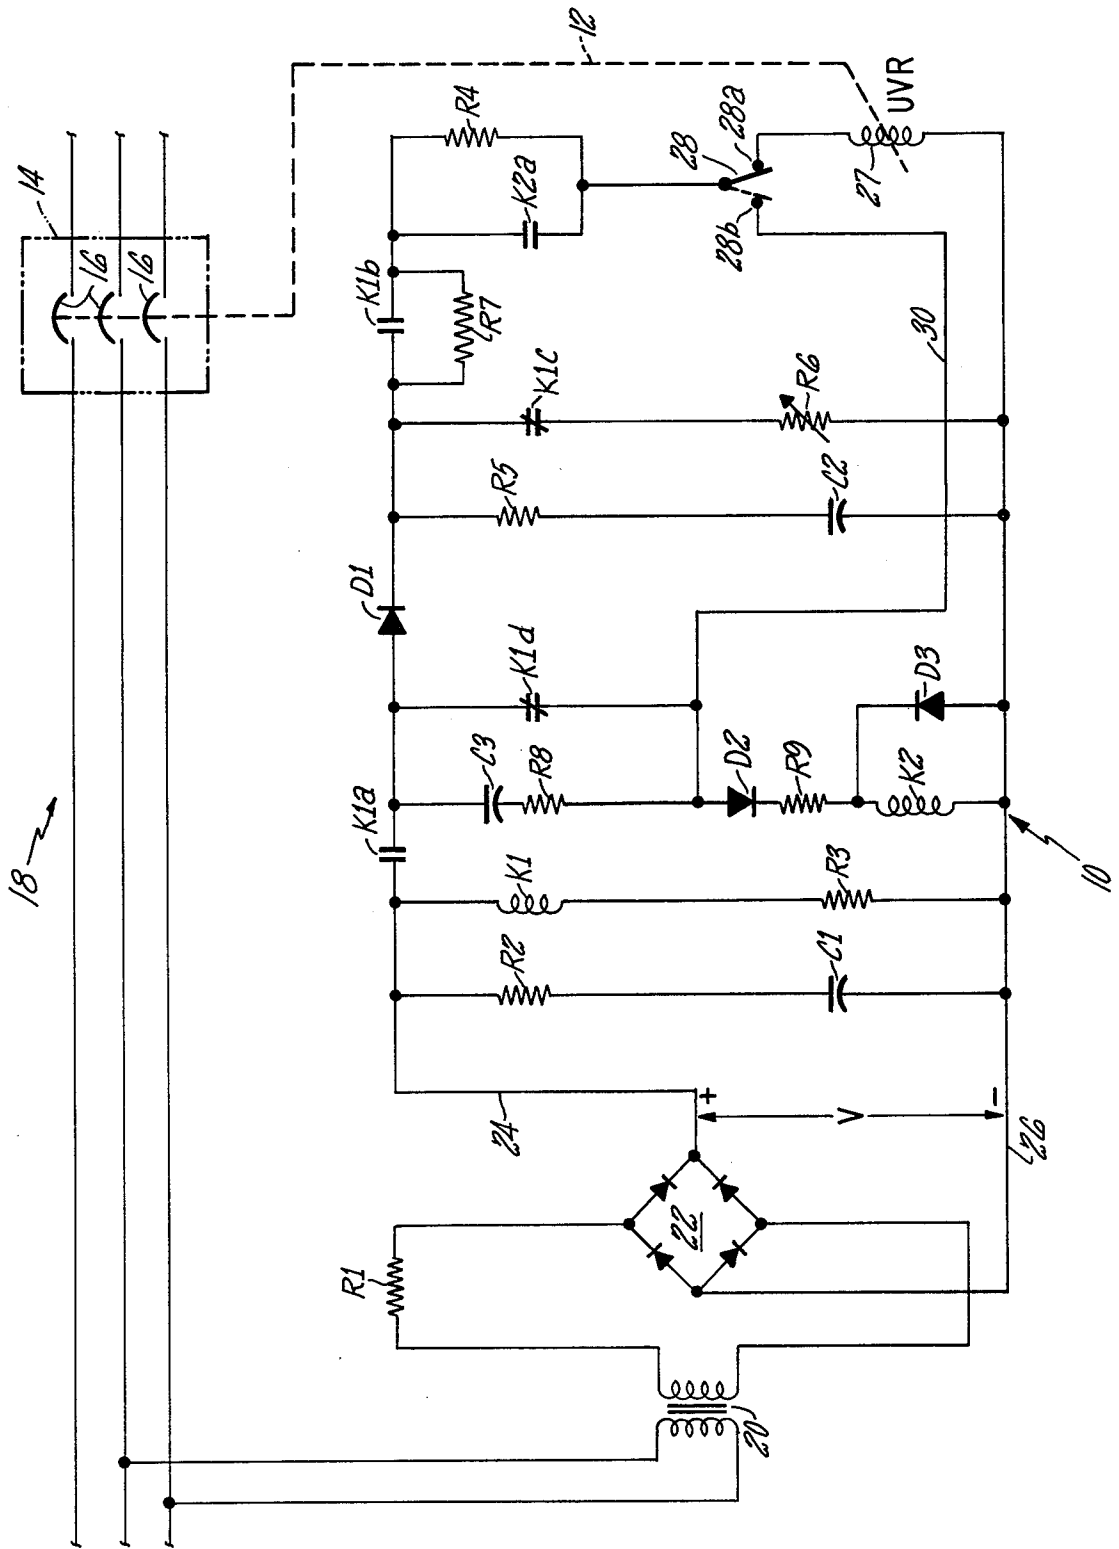 18
14
16
16
12
R1
20
22
24
26
+
V
-
R2
C1
K1
R3
K1a
C3
R8
D2
R9
K2
D3
10
K1d
D1
R5
C2
K1c
R6
30
K1b
R7
K2a
R4
28
28a
28b
27
UVR